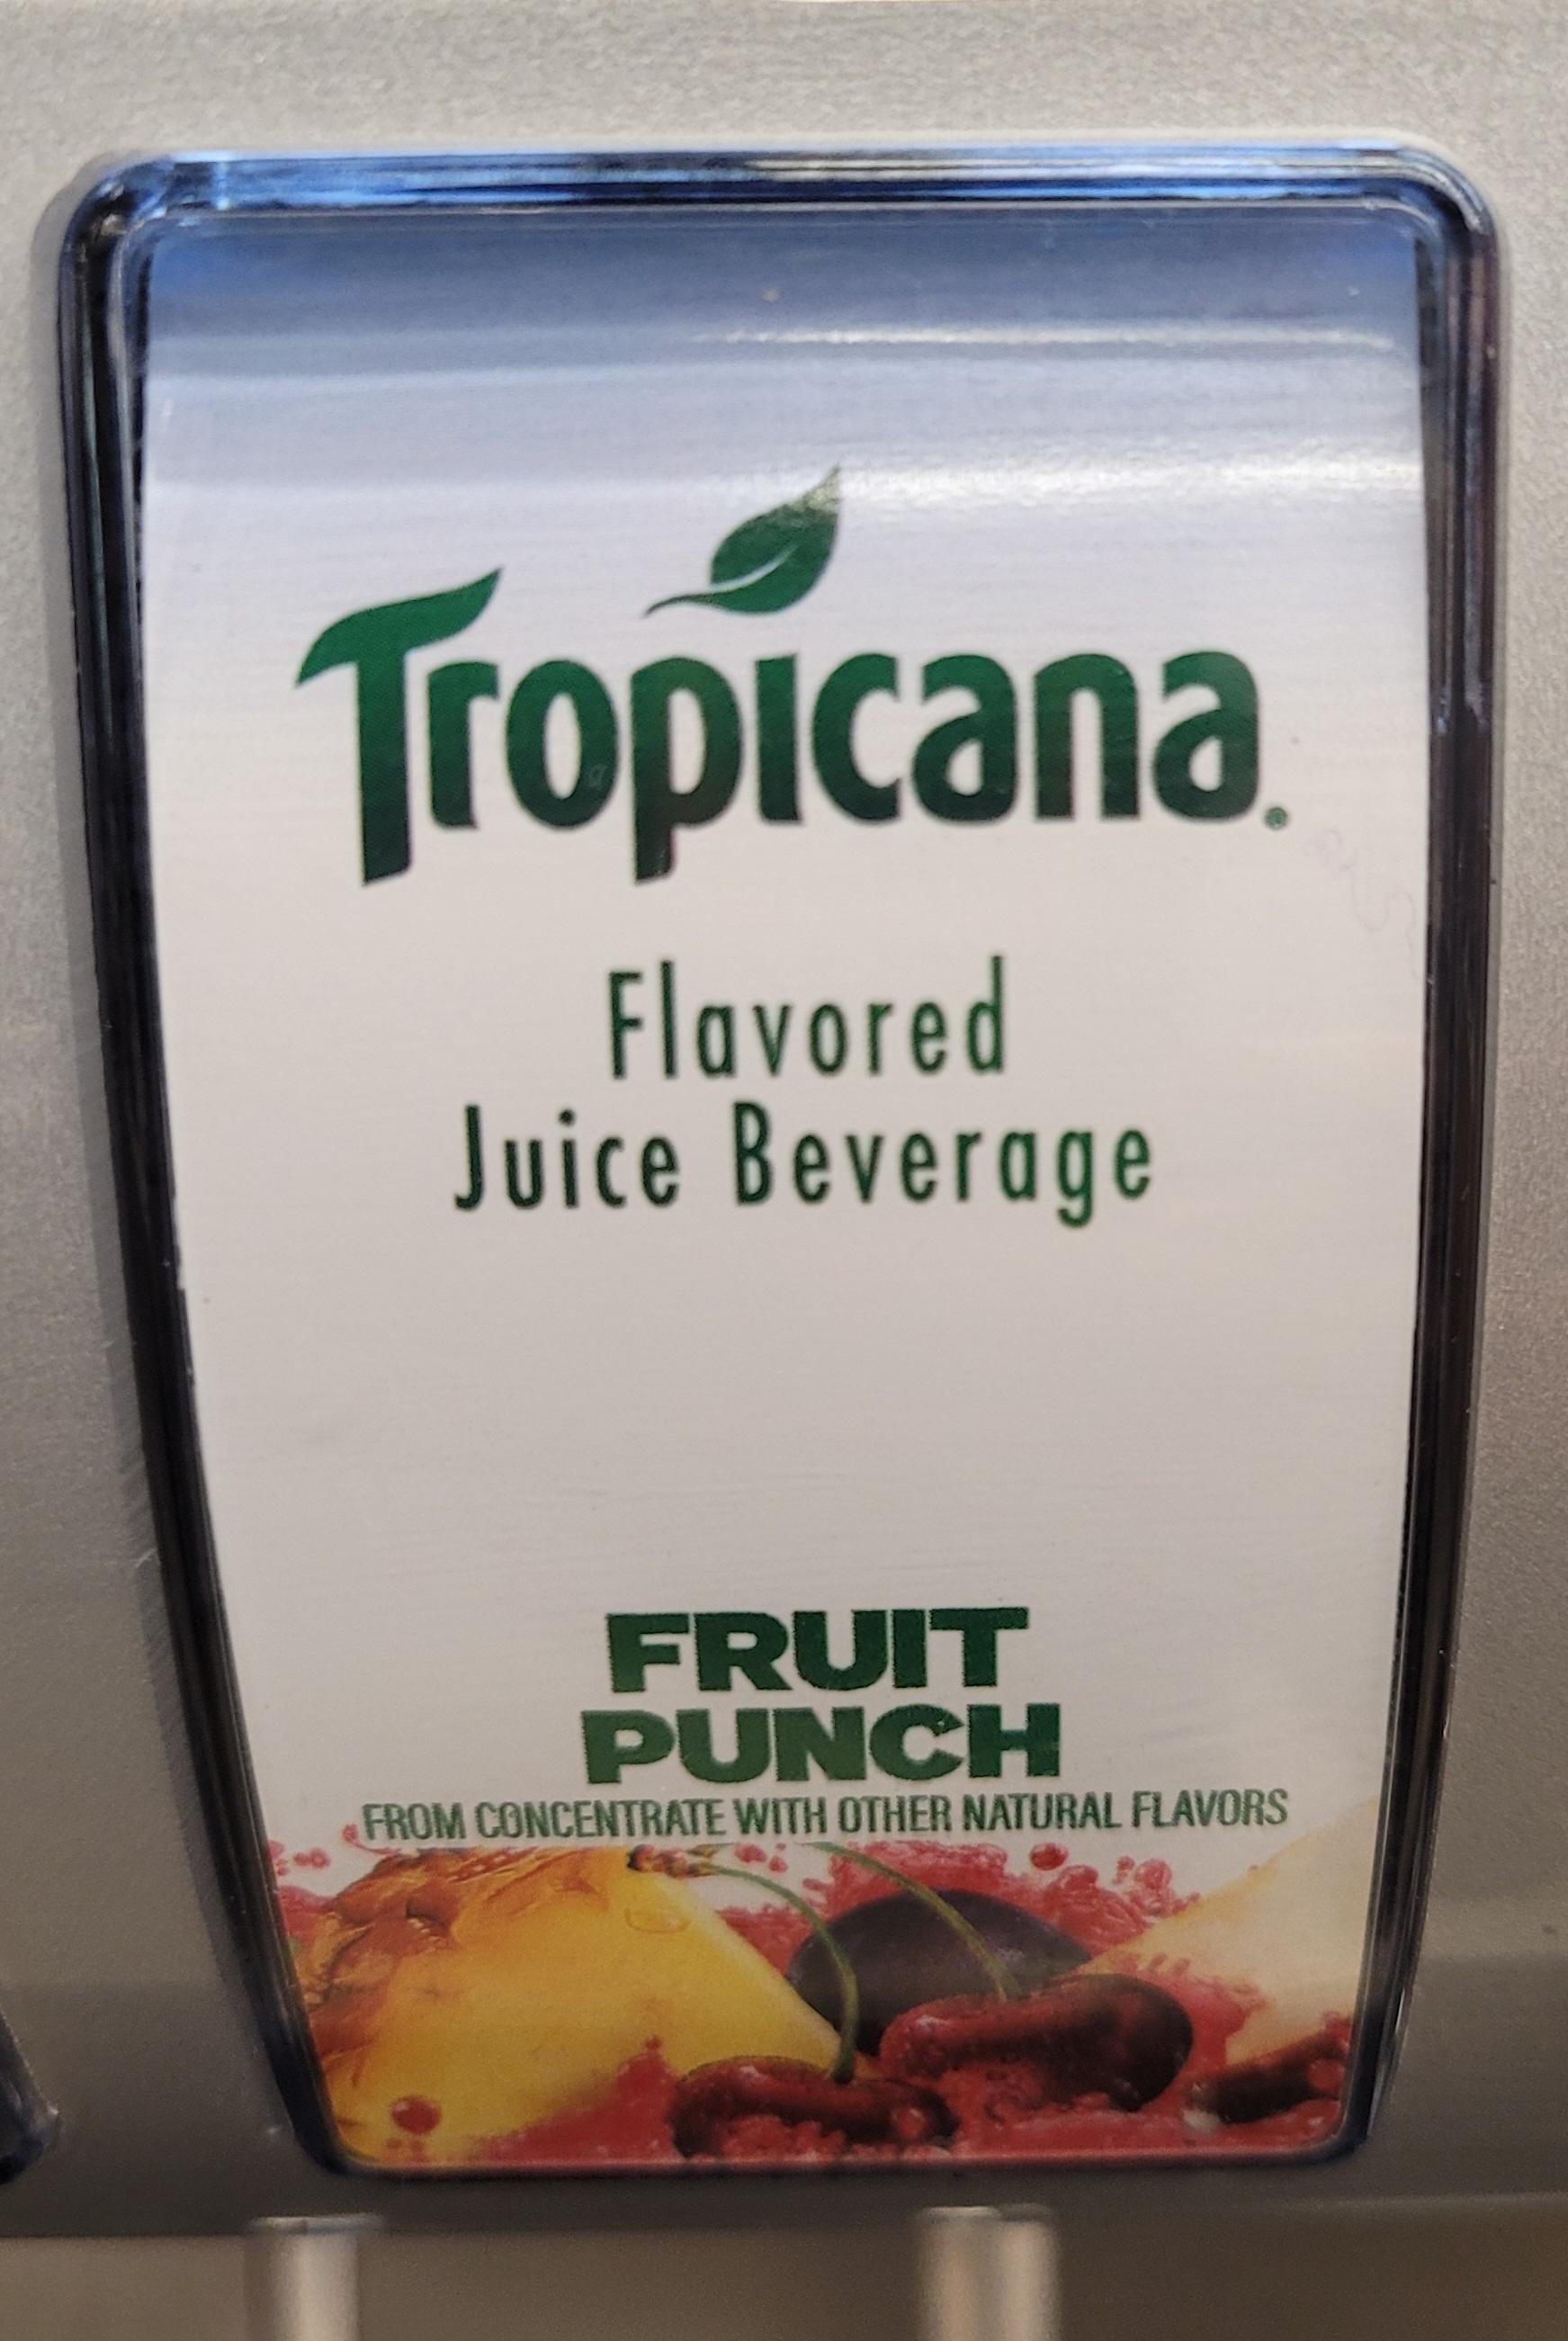 Tropicana®
Flavored
Juice Beverage
FRUIT
PUNCH
FROM CONCENTRATE WITH OTHER NATURAL FLAVORS